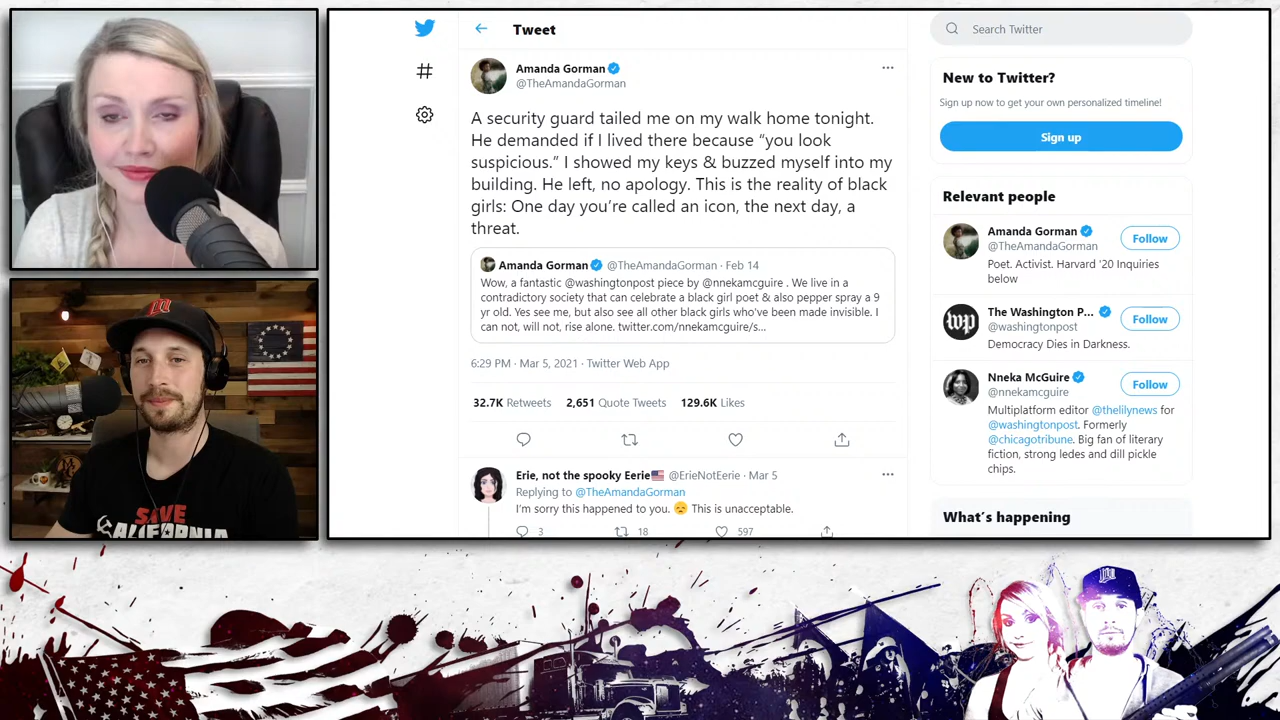 Tweet
Amanda Gorman
@TheAmandaGorman
A security guard tailed me on my walk home tonight.
He demanded if I lived there because “you look
suspicious.” I showed my keys & buzzed myself into my
building. He left, no apology. This is the reality of black
girls: One day you’re called an icon, the next day, a
threat.
Amanda Gorman @TheAmandaGorman · Feb 14
Wow, a fantastic @washingtonpost piece by @nnekamcguire . We live in a
contradictory society that can celebrate a black girl poet & also pepper spray a 9
yr old. Yes see me, but also see all other black girls who've been made invisible. I
can not, will not, rise alone. twitter.com/nnekamcguire/s...
6:29 PM · Mar 5, 2021 · Twitter Web App
32.7K Retweets 2,651 Quote Tweets 129.6K Likes
Erie, not the spooky Eerie @ErieNotEerie · Mar 5
Replying to @TheAmandaGorman
I'm sorry this happened to you. 😞 This is unacceptable.
3 18 597
Search Twitter
New to Twitter?
Sign up now to get your own personalized timeline!
Sign up
Relevant people
Amanda Gorman
@TheAmandaGorman
Follow
Poet. Activist. Harvard '20 Inquiries
below
The Washington P...
@washingtonpost
Follow
Democracy Dies in Darkness.
wp
Nneka McGuire
@nnekamcguire
Follow
Multiplatform editor @thelilynews for
@washingtonpost. Formerly
@chicagotribune. Big fan of literary
fiction, strong ledes and dill pickle
chips.
What's happening
SAVE
CALIFORNIA